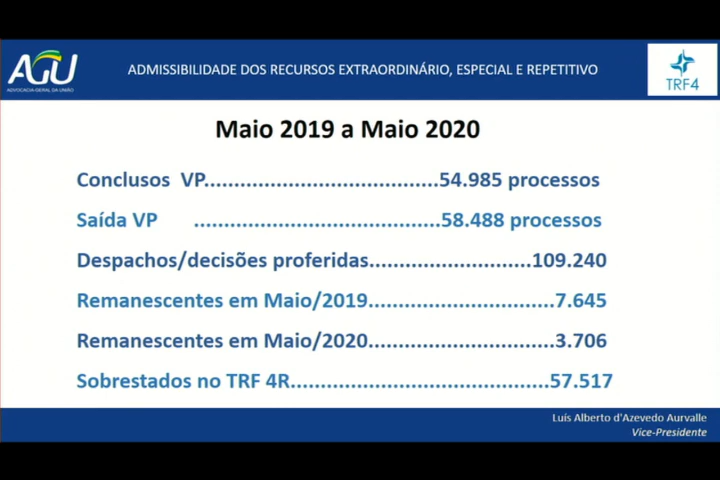 AGU
ADVOCACIA-GERAL DA UNIÃO
ADMISSIBILIDADE DOS RECURSOS EXTRAORDINÁRIO, ESPECIAL E REPETITIVO
TRF4
Maio 2019 a Maio 2020
Conclusos VP........................................54.985 processos
Saída VP ..........................................58.488 processos
Despachos/decisões proferidas............................109.240
Remanescentes em Maio/2019................................7.645
Remanescentes em Maio/2020................................3.706
Sobrestados no TRF 4R............................................57.517
Luís Alberto d'Azevedo Aurvalle
Vice-Presidente